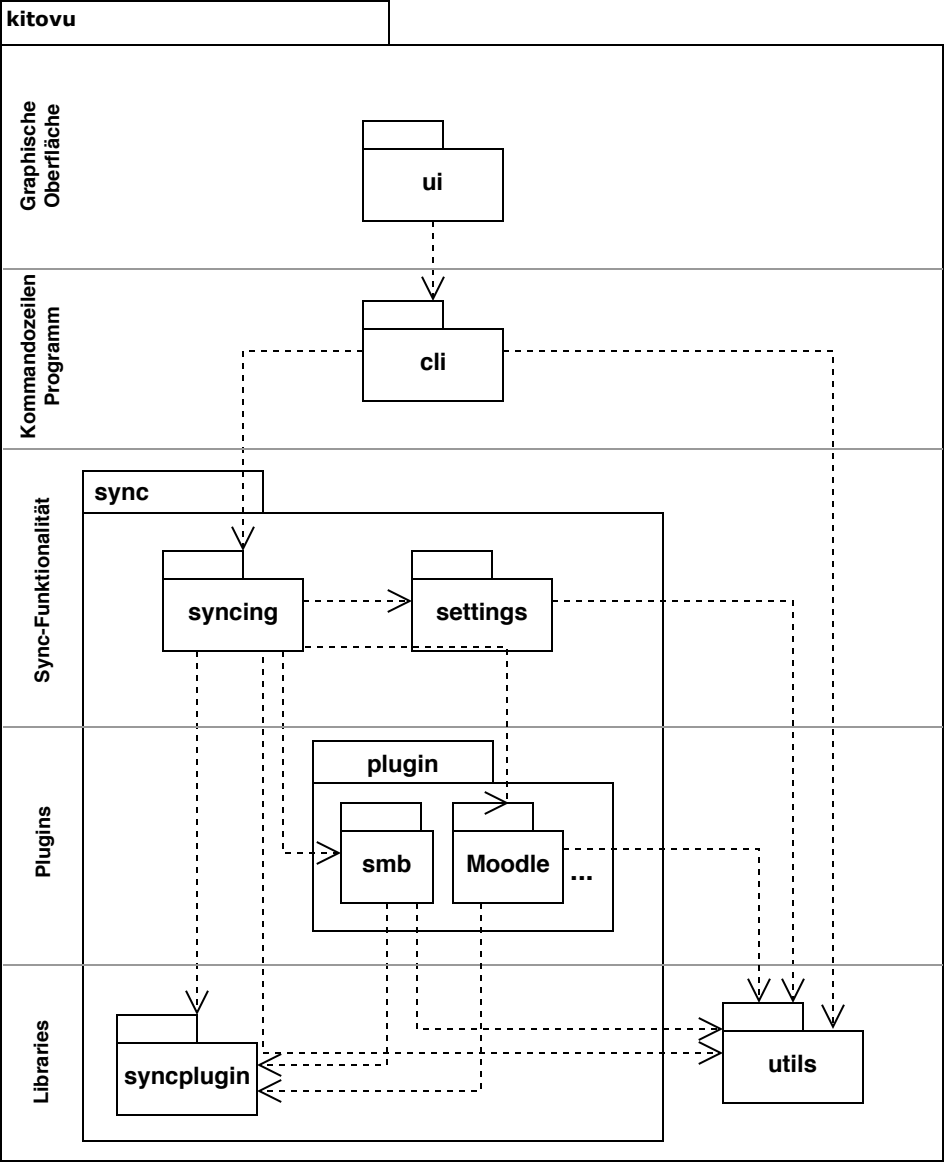 kitovu
Graphische
Oberfläche
ui
Kommandozeilen
Programm
cli
Sync-Funktionalität
sync
syncing
settings
Plugins
plugin
smb
Moodle
...
Libraries
syncplugin
utils